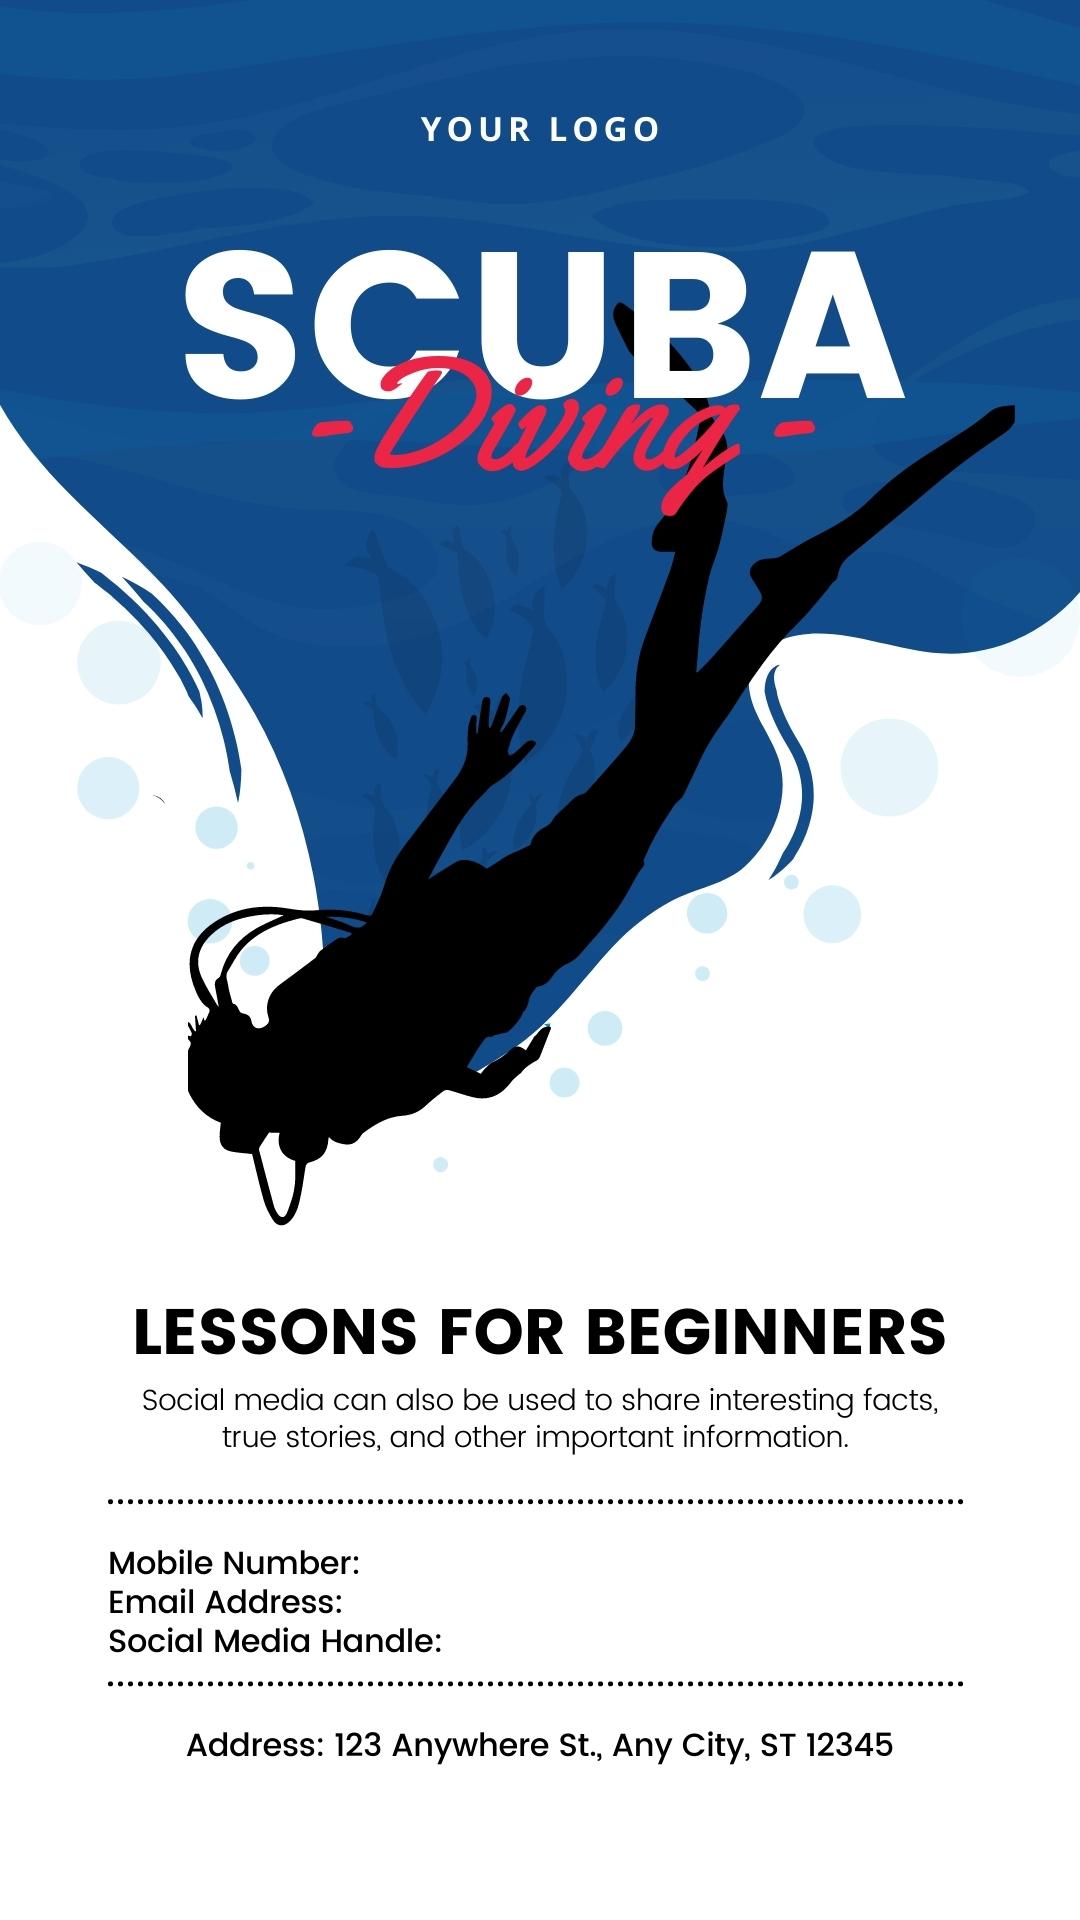 YOUR LOGO
SCUBA
- Diving -
LESSONS FOR BEGINNERS
Social media can also be used to share interesting facts,
true stories, and other important information.
Mobile Number:
Email Address:
Social Media Handle:
Address: 123 Anywhere St., Any City, ST 12345